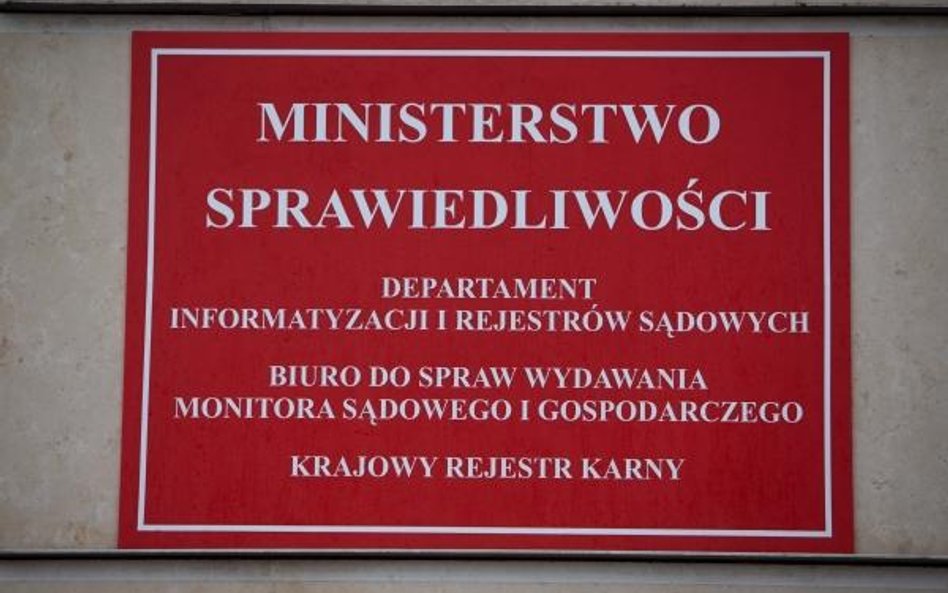 MINISTERSTWO
SPRAWIEDLIWOŚCI
DEPARTAMENT
INFORMATYZACJI I REJESTRÓW SĄDOWYCH
BIURO DO SPRAW WYDAWANIA
MONITORA SĄDOWEGO I GOSPODARCZEGO
KRAJOWY REJESTR KARNY